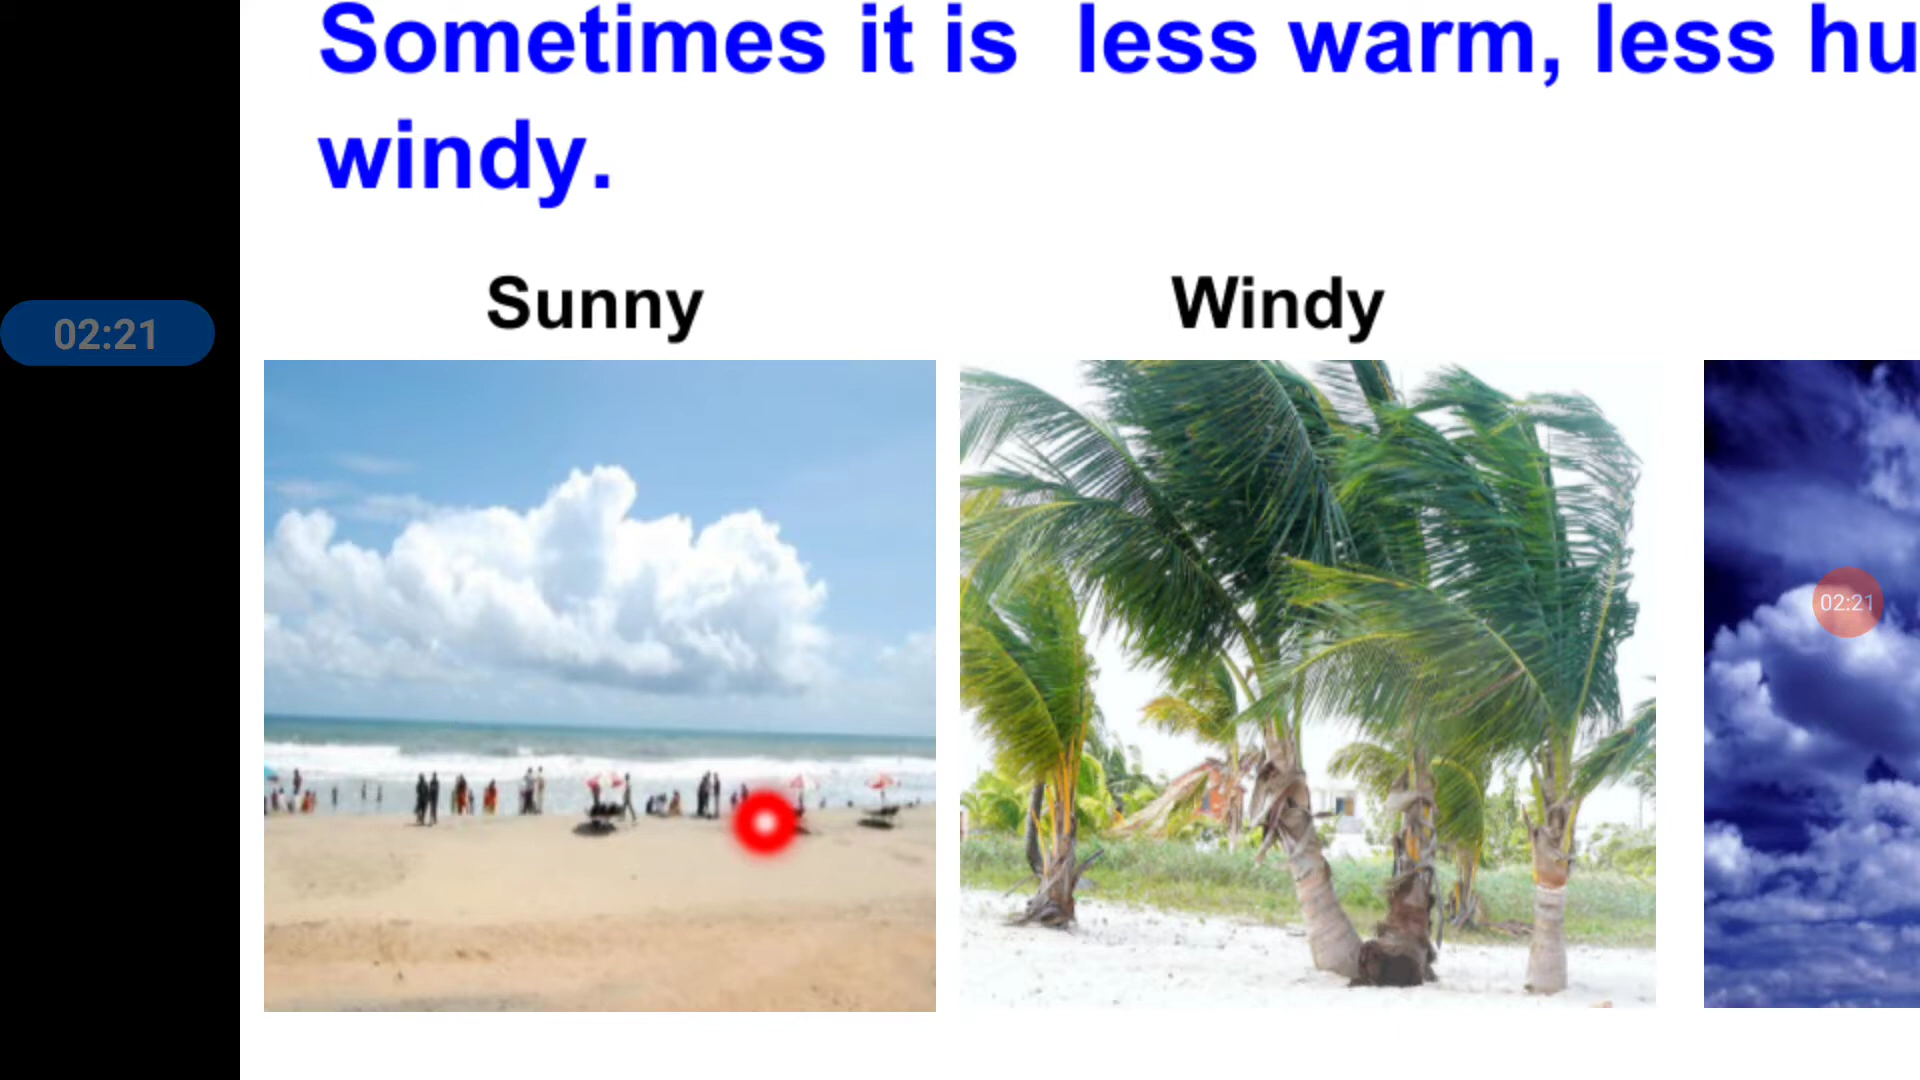 Sometimes it is less warm, less hu
windy.
Sunny
Windy
02:21
02:21